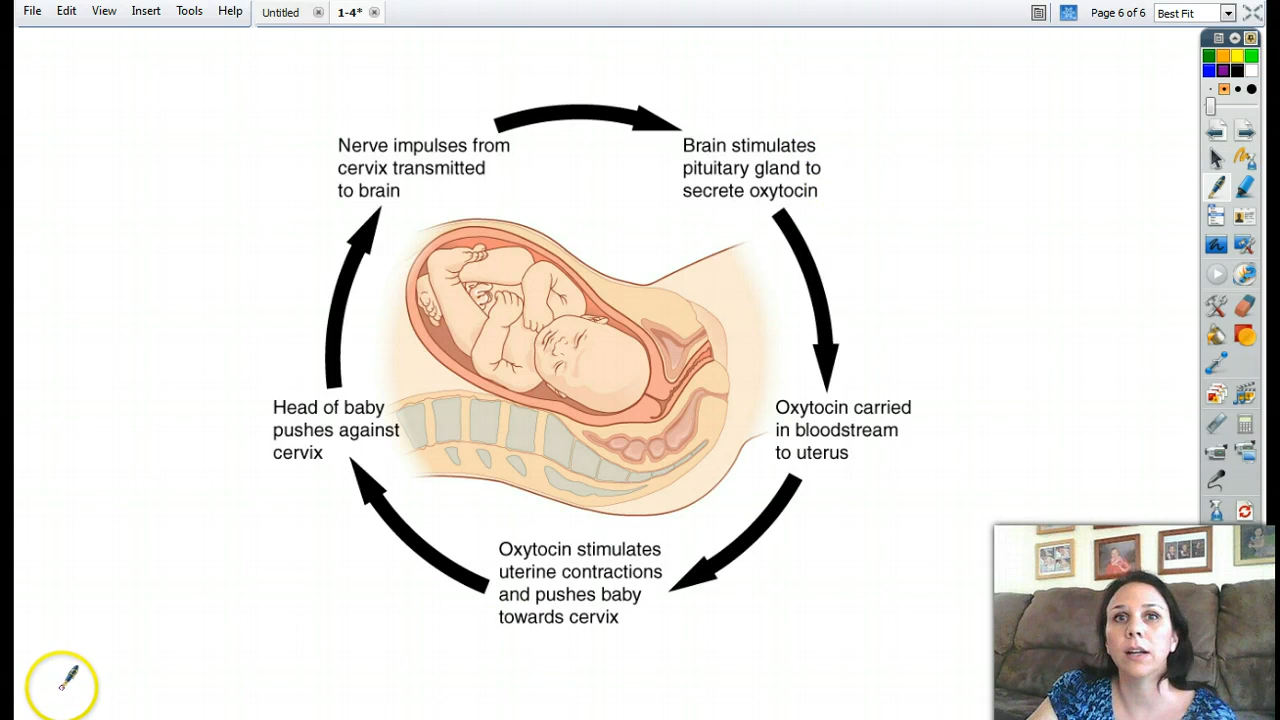 File Edit View Insert Tools Help Untitled 1-4* Page 6 of 6 Best Fit
Nerve impulses from
cervix transmitted
to brain
Brain stimulates
pituitary gland to
secrete oxytocin
Oxytocin carried
in bloodstream
to uterus
Oxytocin stimulates
uterine contractions
and pushes baby
towards cervix
Head of baby
pushes against
cervix